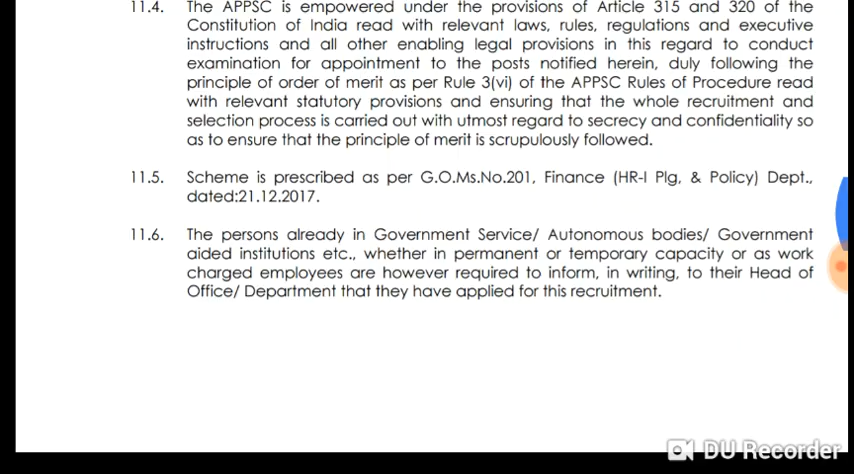 11.4. The APPSC is empowered under the provisions of Article 315 and 320 of the
Constitution of India read with relevant laws, rules, regulations and executive
instructions and all other enabling legal provisions in this regard to conduct
examination for appointment to the posts notified herein, duly following the
principle of order of merit as per Rule 3(vi) of the APPSC Rules of Procedure read
with relevant statutory provisions and ensuring that the whole recruitment and
selection process is carried out with utmost regard to secrecy and confidentiality so
as to ensure that the principle of merit is scrupulously followed.
11.5. Scheme is prescribed as per G.O.Ms.No.201, Finance (HR-I Plg, & Policy) Dept.,
dated:21.12.2017.
11.6. The persons already in Government Service/ Autonomous bodies/ Government
aided institutions etc., whether in permanent or temporary capacity or as work
charged employees are however required to inform, in writing, to their Head of
Office/ Department that they have applied for this recruitment.
DU Recorder